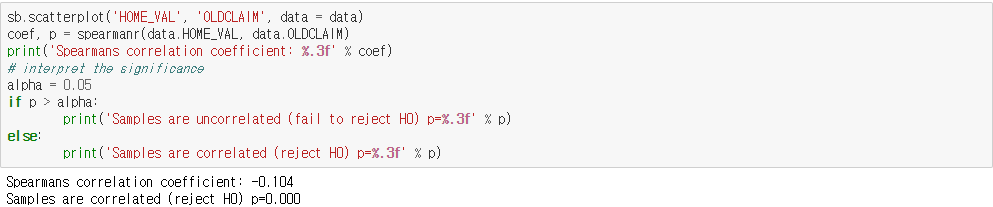 sb.scatterplot('HOME_VAL', 'OLDCLAIM', data = data)
coef, p = spearmanr(data.HOME_VAL, data.OLDCLAIM)
print('Spearmans correlation coefficient: %.3f' % coef)
# interpret the significance
alpha = 0.05
if p > alpha:
        print('Samples are uncorrelated (fail to reject H0) p=%.3f' % p)
else:
        print('Samples are correlated (reject H0) p=%.3f' % p)
Spearmans correlation coefficient: -0.104
Samples are correlated (reject H0) p=0.000